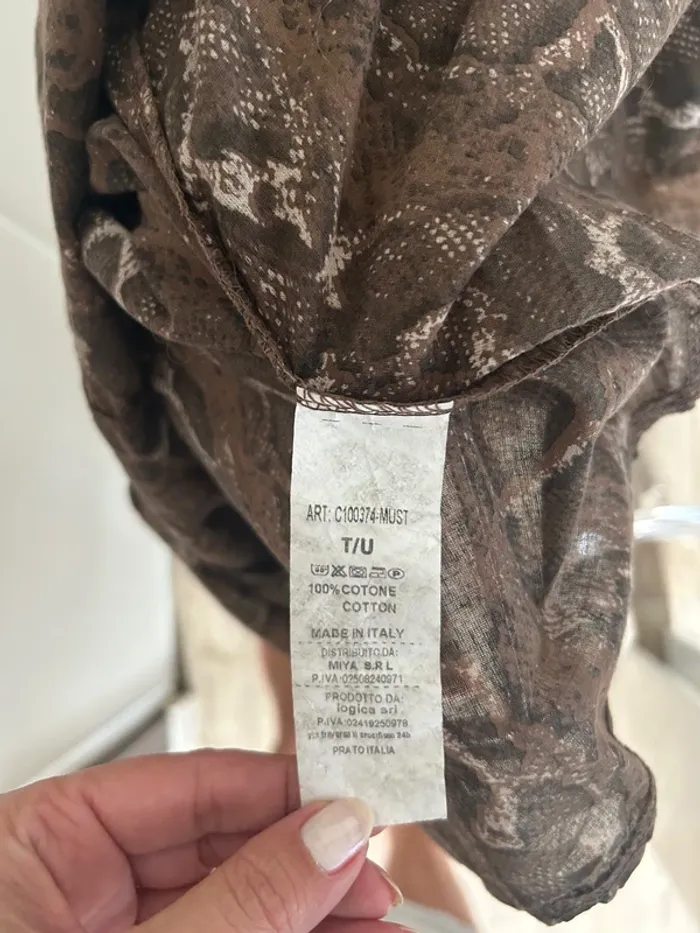 ART: C100374-MUST
T/U
100% COTONE
COTTON
MADE IN ITALY
DISTRIBUITO DA:
MIYA S.R L
P.IVA:02508240971
PRODOTTO DA:
logica srl
P.IVA:02419250978
24b
PRATO ITALIA